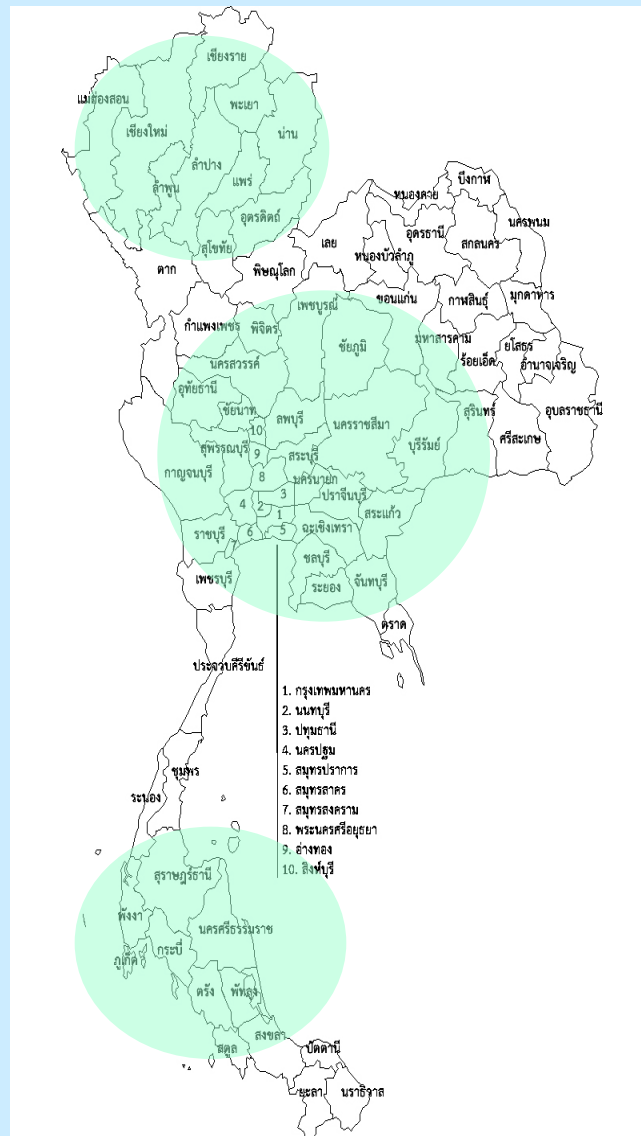 เชียงราย
แม่ฮ่องสอน
พะเยา
เชียงใหม่
น่าน
ลำปาง
ลำพูน
แพร่
อุตรดิตถ์
สุโขทัย
ตาก
พิษณุโลก
เลย
หนองคาย
บึงกาฬ
นครพนม
อุดรธานี
สกลนคร
หนองบัวลำภู
ขอนแก่น
กาฬสินธุ์
มุกดาหาร
เพชบูรณ์
กำแพงเพชร
พิจิตร
ชัยภูมิ
มหาสารคาม
ร้อยเอ็ด
ยโสธร
อำนาจเจริญ
นครสวรรค์
อุทัยธานี
ชัยนาท
ลพบุรี
นครราชสีมา
สุรินทร์
อุบลราชธานี
ศรีสะเกษ
บุรีรัมย์
10
สุพรรณบุรี
9
สระบุรี
กาญจนบุรี
8
นครนายก
ปราจีนบุรี
4
2
3
1
สระแก้ว
ราชบุรี
6
5
ฉะเชิงเทรา
ชลบุรี
เพชรบุรี
ระยอง
จันทบุรี
ตราด
ประจวบคีรีขันธ์
1. กรุงเทพมหานคร
2. นนทบุรี
3. ปทุมธานี
4. นครปฐม
5. สมุทรปราการ
6. สมุทรสาคร
7. สมุทรสงคราม
8. พระนครศรีอยุธยา
9. อ่างทอง
10. สิงห์บุรี
ชุมพร
ระนอง
สุราษฎร์ธานี
พังงา
นครศรีธรรมราช
ภูเก็ต
กระบี่
ตรัง
พัทลุง
สงขลา
สตูล
ปัตตานี
ยะลา
นราธิวาส